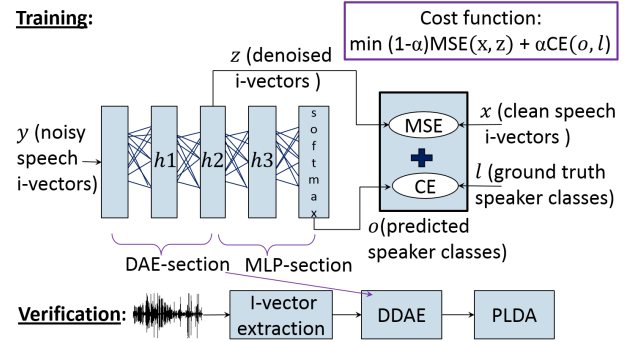 Training:
Cost function:
min (1-α)MSE(x, z) + αCE(𝑜, 𝑙)
𝑧 (denoised
i-vectors )
𝑦 (noisy
speech
i-vectors)
ℎ1
ℎ2
ℎ3
softmax
MSE
+
CE
𝑥 (clean speech
i-vectors )
𝑙 (ground truth
speaker classes)
𝑜(predicted
speaker classes)
DAE-section
MLP-section
Verification:
I-vector
extraction
DDAE
PLDA